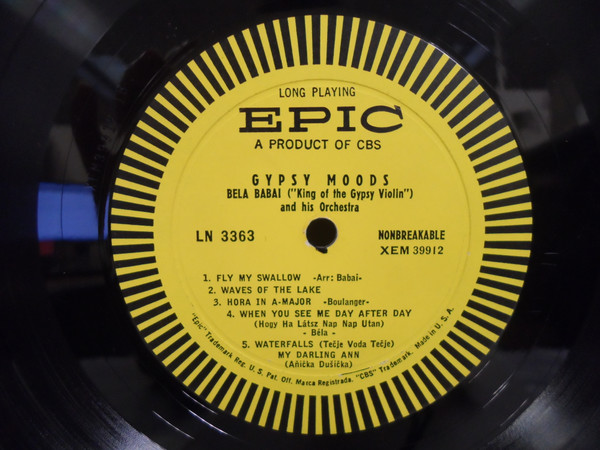 LONG PLAYING
EPIC
A PRODUCT OF CBS
GYPSY MOODS
BELA BABAI ("King of the Gypsy Violin")
and his Orchestra
LN 3363
NONBREAKABLE
XEM 39912
1. FLY MY SWALLOW -Arr: Babai-
2. WAVES OF THE LAKE
3. HORA IN A-MAJOR -Boulanger-
4. WHEN YOU SEE ME DAY AFTER DAY
(Hogy Ha Látsz Nap Nap Utan)
- Béla -
5. WATERFALLS (Tečje Voda Tečje)
MY DARLING ANN
(Aňička Dušička)
"Epic" Trademark Reg. U.S. Pat. Off. Marca Registrada. "CBS" Trademark. Made in U.S.A.